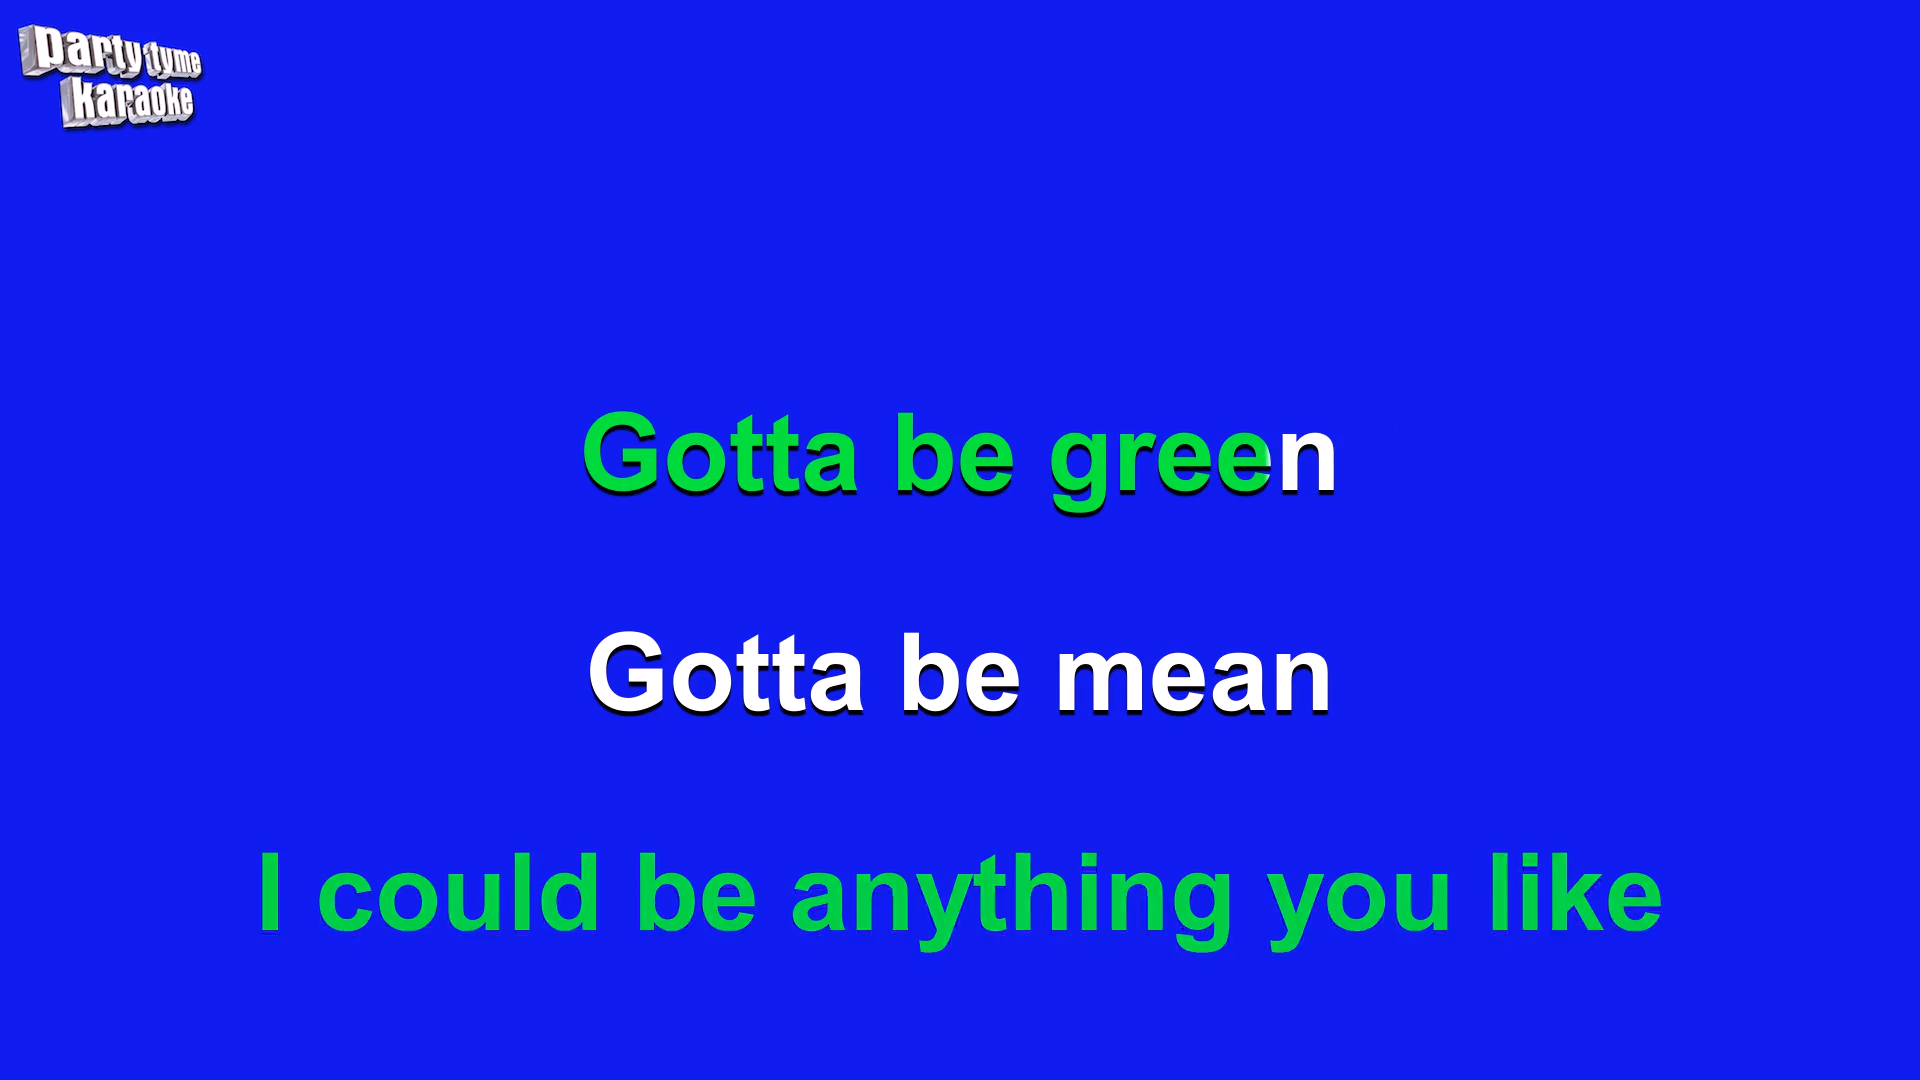 party tyme
karaoke
Gotta be green
Gotta be mean
I could be anything you like